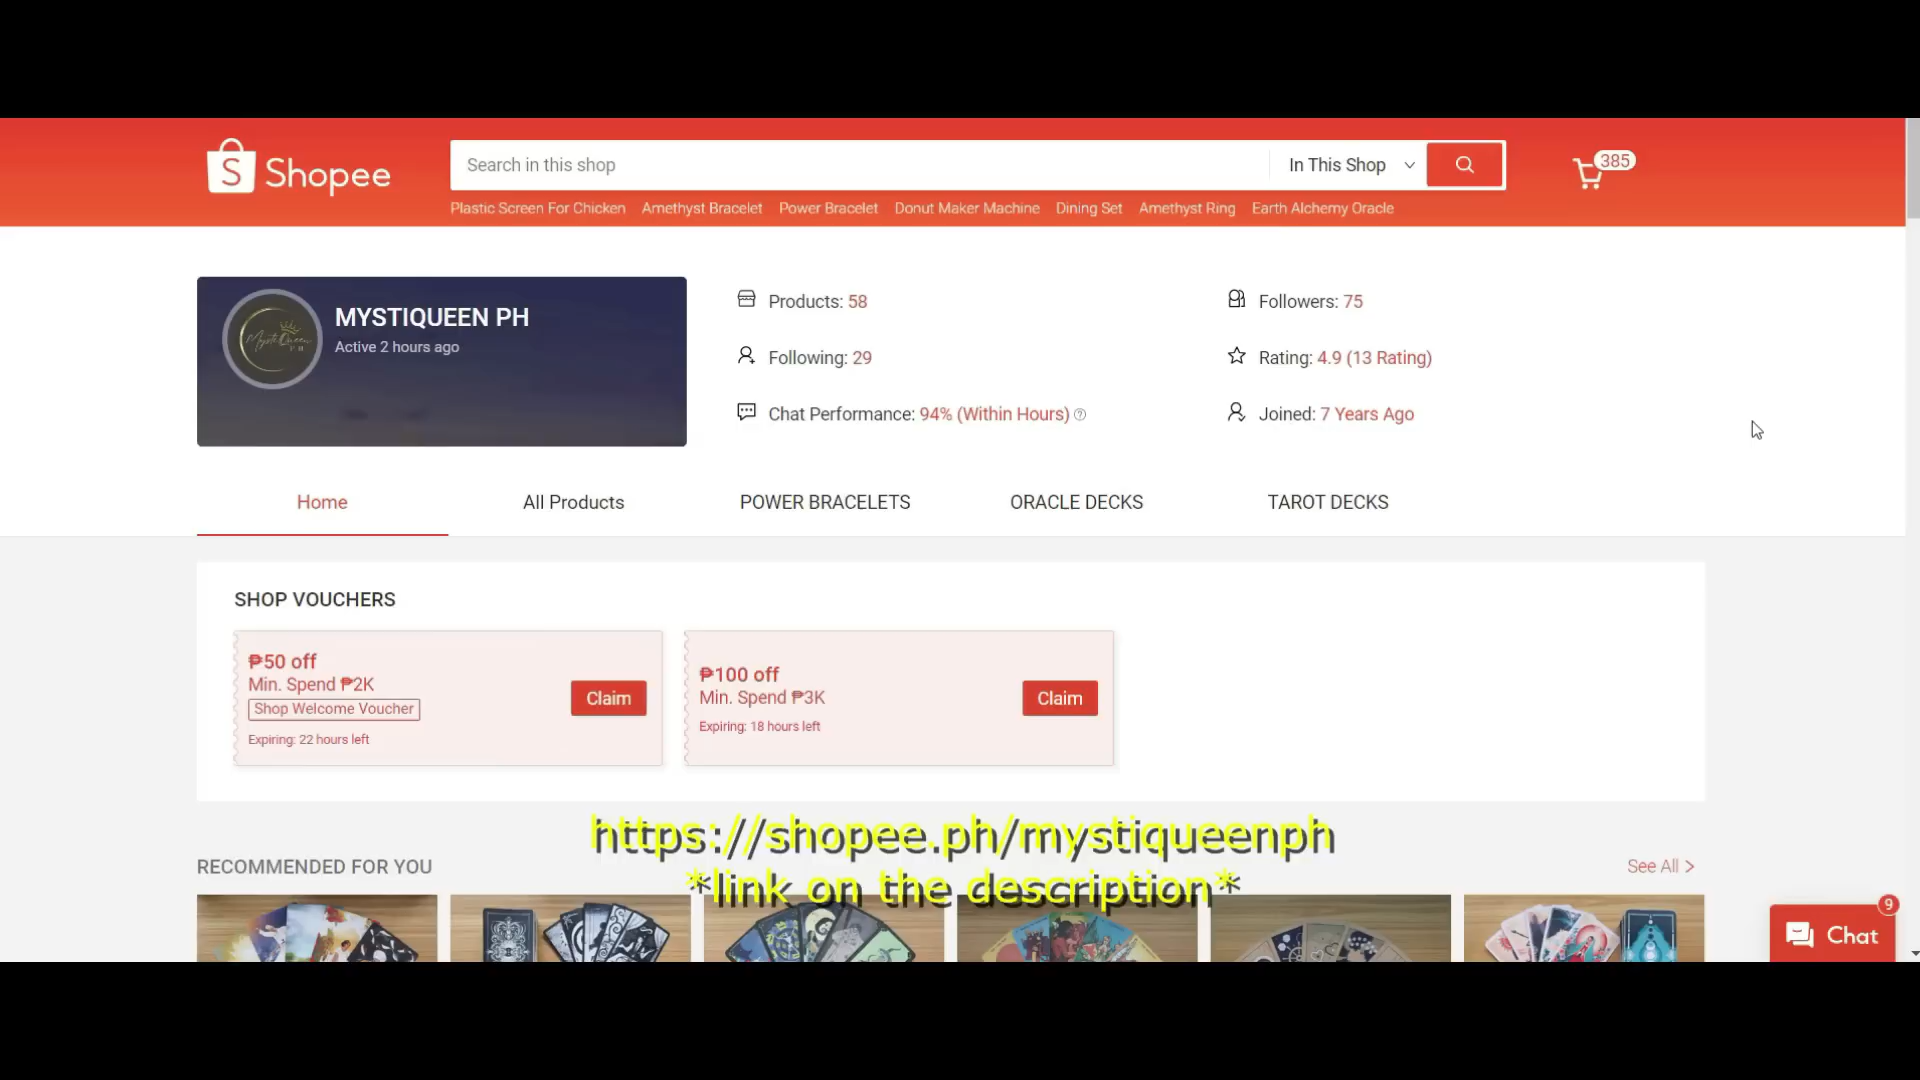 Shopee
Search in this shop
In This Shop
385
Plastic Screen For Chicken Amethyst Bracelet Power Bracelet Donut Maker Machine Dining Set Amethyst Ring Earth Alchemy Oracle
MystiQueen
PH
MYSTIQUEEN PH
Active 2 hours ago
Products: 58
Followers: 75
Following: 29
Rating: 4.9 (13 Rating)
Chat Performance: 94% (Within Hours)
Joined: 7 Years Ago
Home
All Products
POWER BRACELETS
ORACLE DECKS
TAROT DECKS
SHOP VOUCHERS
₱50 off
Min. Spend ₱2K
Shop Welcome Voucher
Expiring: 22 hours left
Claim
₱100 off
Min. Spend ₱3K
Expiring: 18 hours left
Claim
https://shopee.ph/mystiqueenph
*link on the description*
RECOMMENDED FOR YOU
See All >
9
Chat